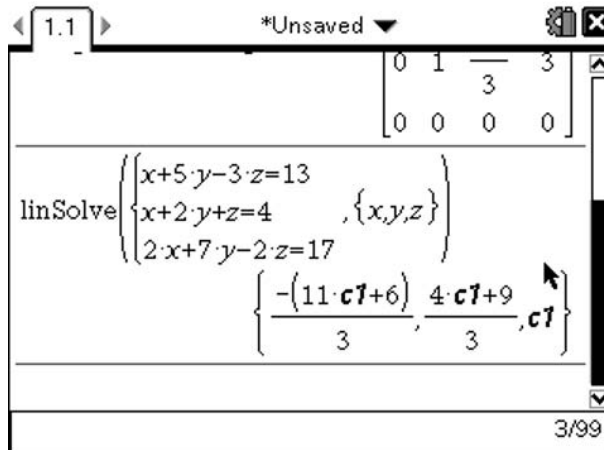 1.1 *Unsaved
0 1 3
3
0 0 0 0
x+5·y−3·z=13
linSolve( { x+2·y+z=4 ,{x,y,z} )
2·x+7·y−2·z=17
{ −(11·c1+6)/3 , (4·c1+9)/3 ,c1 }
3/99